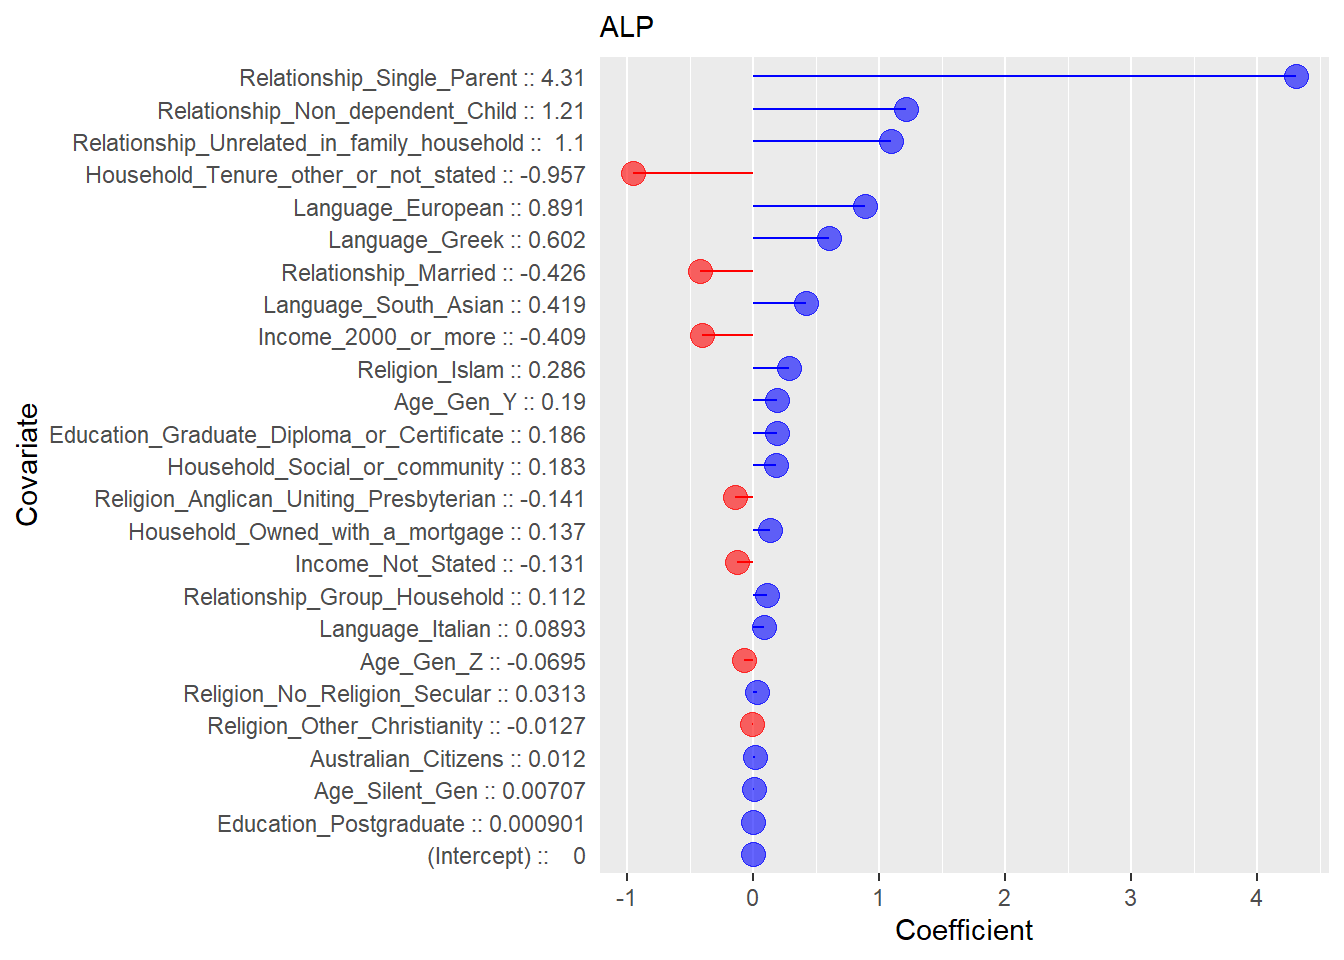 ALP
Relationship_Single_Parent :: 4.31
Relationship_Non_dependent_Child :: 1.21
Relationship_Unrelated_in_family_household :: 1.1
Household_Tenure_other_or_not_stated :: -0.957
Language_European :: 0.891
Language_Greek :: 0.602
Relationship_Married :: -0.426
Language_South_Asian :: 0.419
Income_2000_or_more :: -0.409
Religion_Islam :: 0.286
Age_Gen_Y :: 0.19
Education_Graduate_Diploma_or_Certificate :: 0.186
Household_Social_or_community :: 0.183
Religion_Anglican_Uniting_Presbyterian :: -0.141
Household_Owned_with_a_mortgage :: 0.137
Income_Not_Stated :: -0.131
Relationship_Group_Household :: 0.112
Language_Italian :: 0.0893
Age_Gen_Z :: -0.0695
Religion_No_Religion_Secular :: 0.0313
Religion_Other_Christianity :: -0.0127
Australian_Citizens :: 0.012
Age_Silent_Gen :: 0.00707
Education_Postgraduate :: 0.000901
(Intercept) :: 0
Covariate
-1 0 1 2 3 4
Coefficient